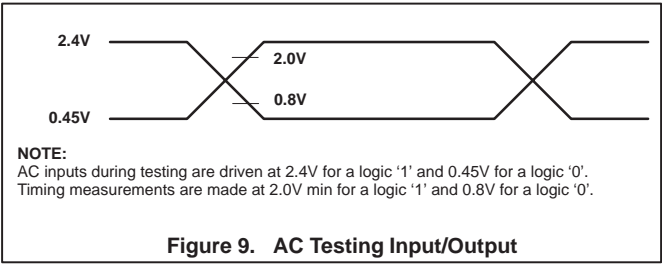 2.4V
2.0V
0.8V
0.45V
NOTE:
AC inputs during testing are driven at 2.4V for a logic ‘1’ and 0.45V for a logic ‘0’.
Timing measurements are made at 2.0V min for a logic ‘1’ and 0.8V for a logic ‘0’.
Figure 9. AC Testing Input/Output